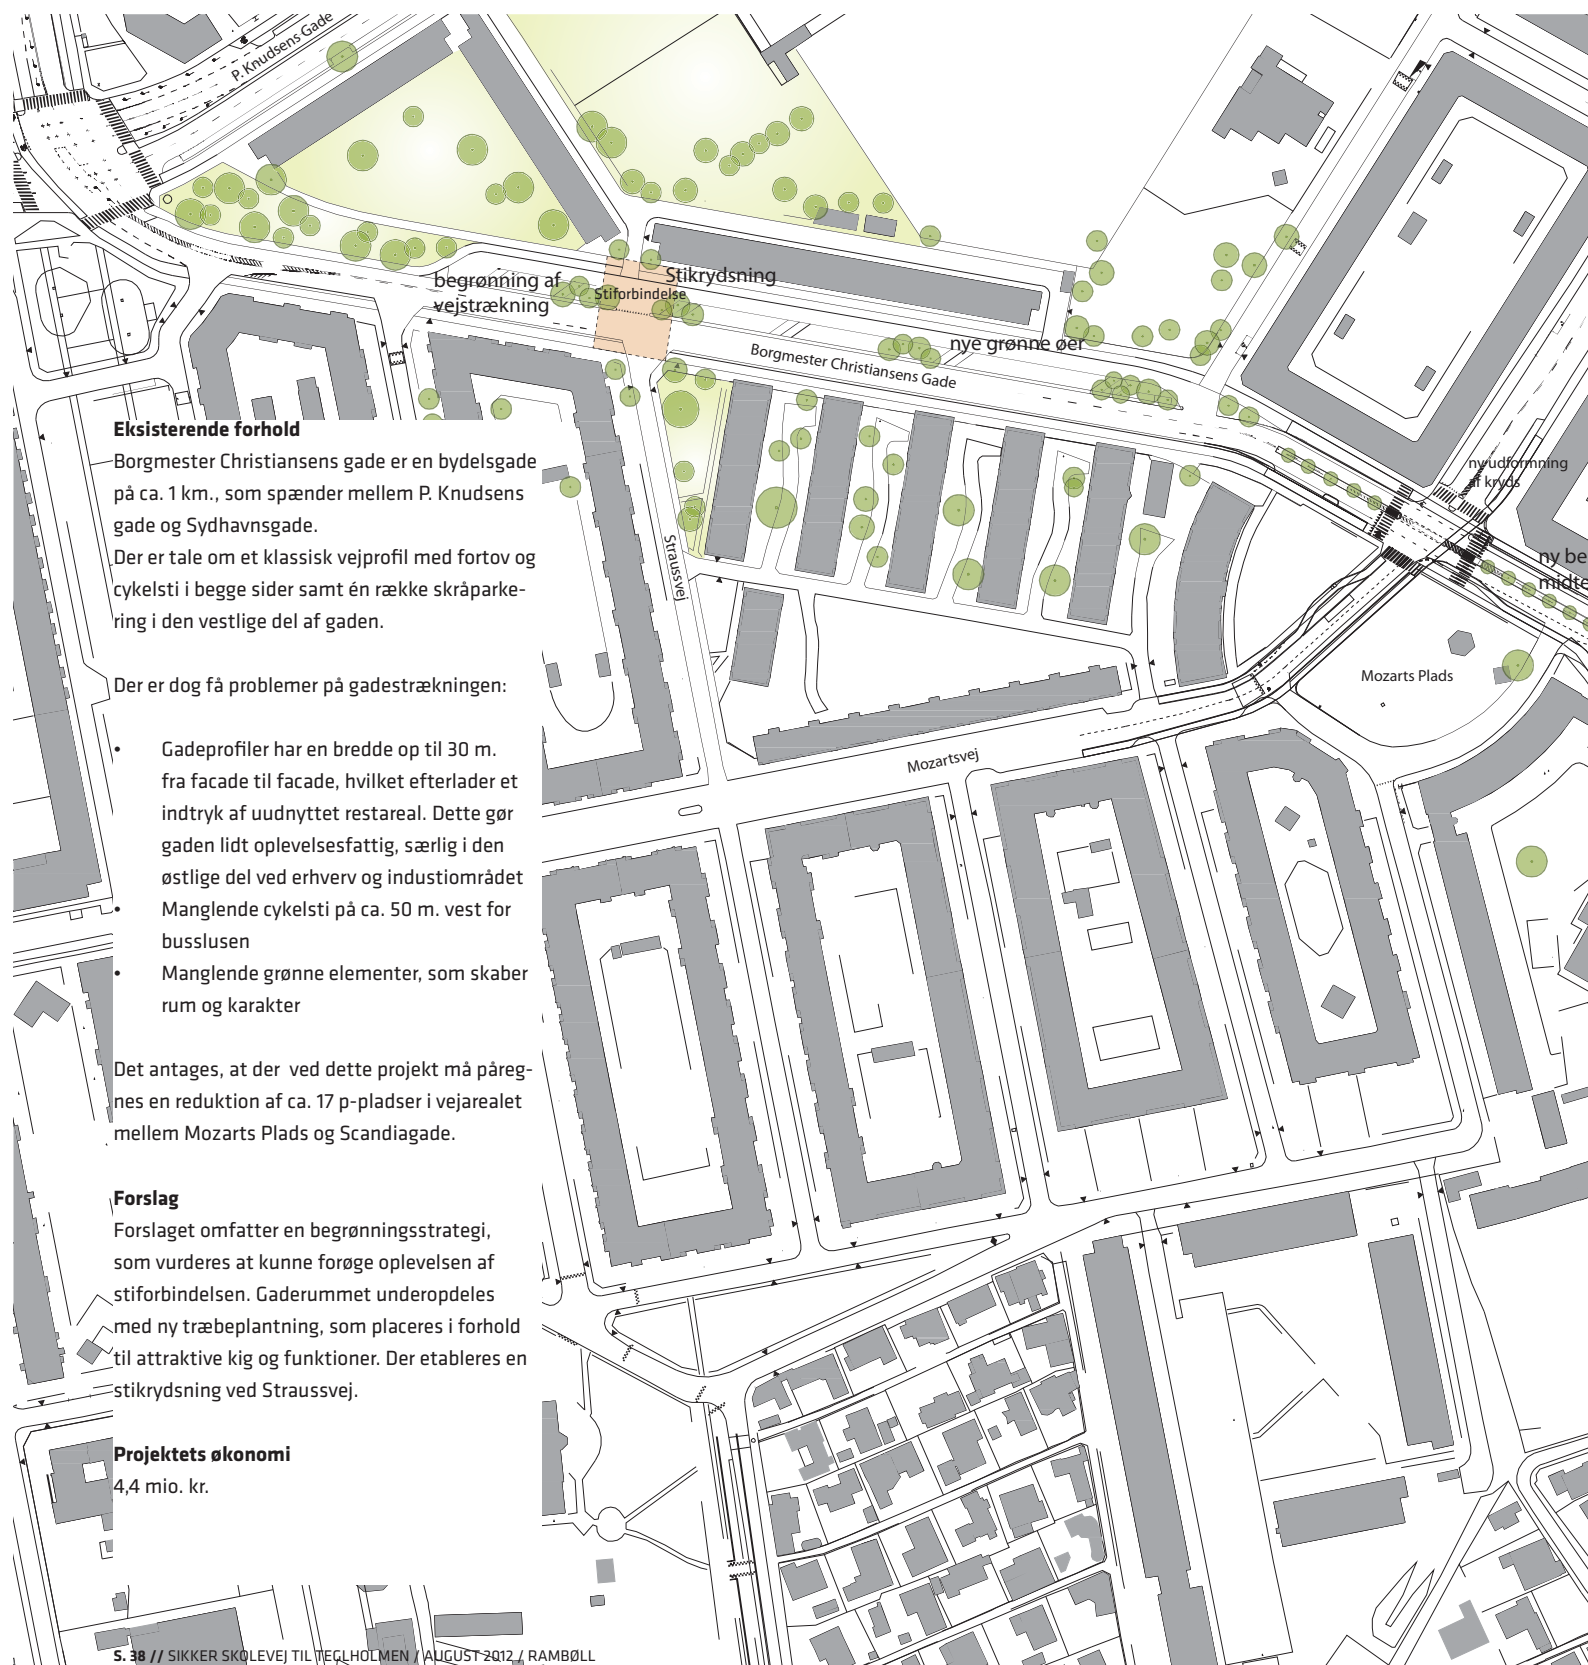 P. Knudsens Gade
begrønning af
vejstrækning
Stikrydsning
Stiforbindelse
nye grønne øer
Borgmester Christiansens Gade
ny udformning
af kryds
ny be
midte
Straussvej
Mozarts Plads
Mozartsvej
Eksisterende forhold
Borgmester Christiansens gade er en bydelsgade
på ca. 1 km., som spænder mellem P. Knudsens
gade og Sydhavnsgade.
Der er tale om et klassisk vejprofil med fortov og
cykelsti i begge sider samt én række skråparke-
ring i den vestlige del af gaden.
Der er dog få problemer på gadestrækningen:
• Gadeprofiler har en bredde op til 30 m.
fra facade til facade, hvilket efterlader et
indtryk af uudnyttet restareal. Dette gør
gaden lidt oplevelsesfattig, særlig i den
østlige del ved erhverv og industiområdet
• Manglende cykelsti på ca. 50 m. vest for
busslusen
• Manglende grønne elementer, som skaber
rum og karakter
Det antages, at der ved dette projekt må påreg-
nes en reduktion af ca. 17 p-pladser i vejarealet
mellem Mozarts Plads og Scandiagade.
Forslag
Forslaget omfatter en begrønningsstrategi,
som vurderes at kunne forøge oplevelsen af
stiforbindelsen. Gaderummet underopdeles
med ny træbeplantning, som placeres i forhold
til attraktive kig og funktioner. Der etableres en
stikrydsning ved Straussvej.
Projektets økonomi
4,4 mio. kr.
S. 38 // SIKKER SKOLEVEJ TIL TEGLHOLMEN / AUGUST 2012 / RAMBØLL